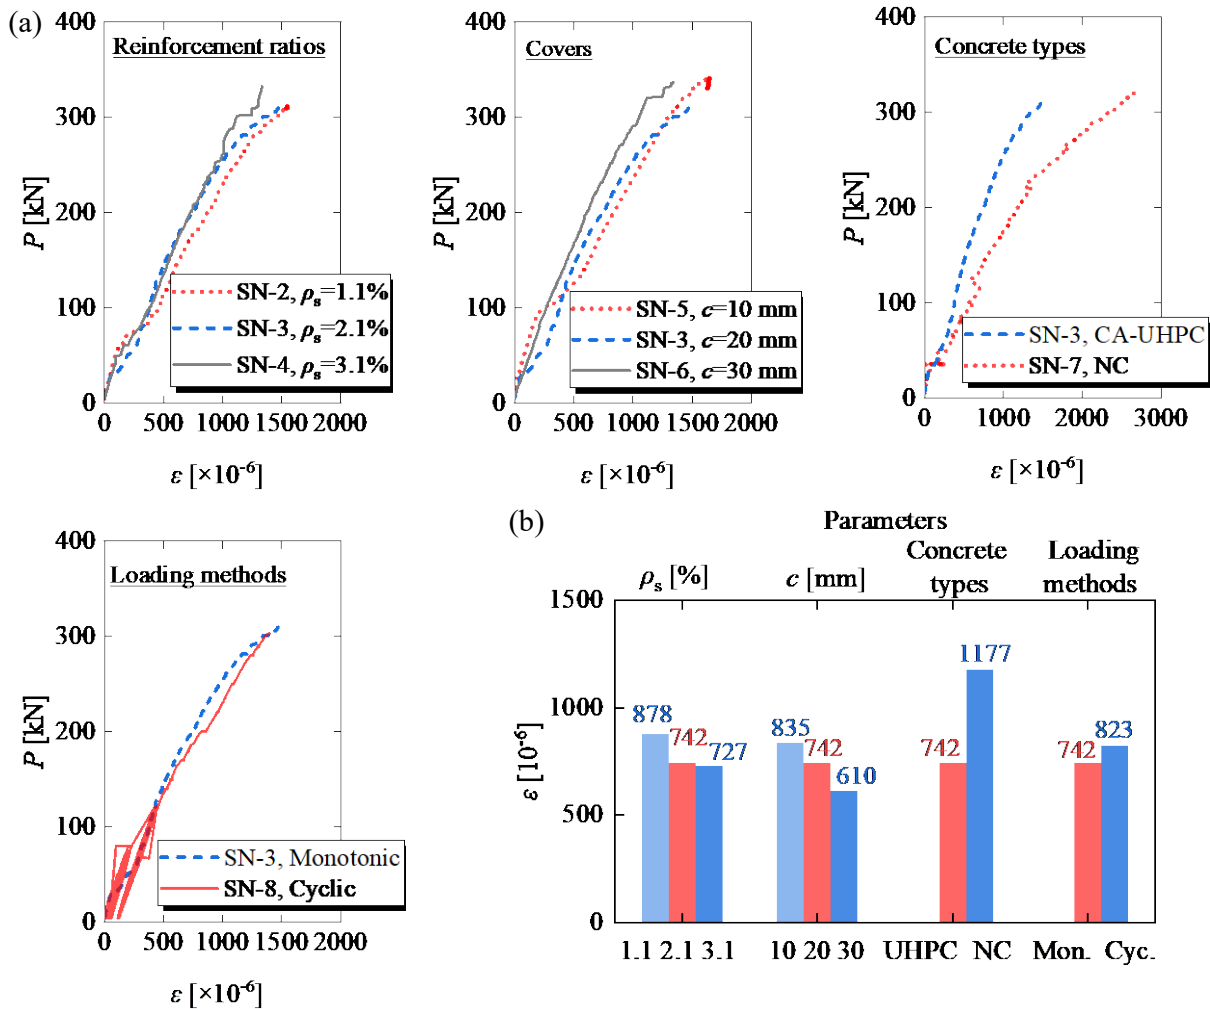 (a)
400
300
200
100
0
P [kN]
Reinforcement ratios
SN-2, ρs=1.1%
SN-3, ρs=2.1%
SN-4, ρs=3.1%
0 500 1000 1500 2000
ε [×10-6]
400
300
200
100
0
P [kN]
Covers
SN-5, c=10 mm
SN-3, c=20 mm
SN-6, c=30 mm
0 500 1000 1500 2000
ε [×10-6]
400
300
200
100
0
P [kN]
Concrete types
SN-3, CA-UHPC
SN-7, NC
0 1000 2000 3000
ε [×10-6]
400
300
200
100
0
P [kN]
Loading methods
SN-3, Monotonic
SN-8, Cyclic
0 500 1000 1500 2000
ε [×10-6]
(b)
Parameters
ρs [%] c [mm] Concrete types Loading methods
1500
1000
500
0
ε [10-6]
878 742 727 835 742 610 742 1177 742 823
1.1 2.1 3.1 10 20 30 UHPC NC Mon. Cyc.